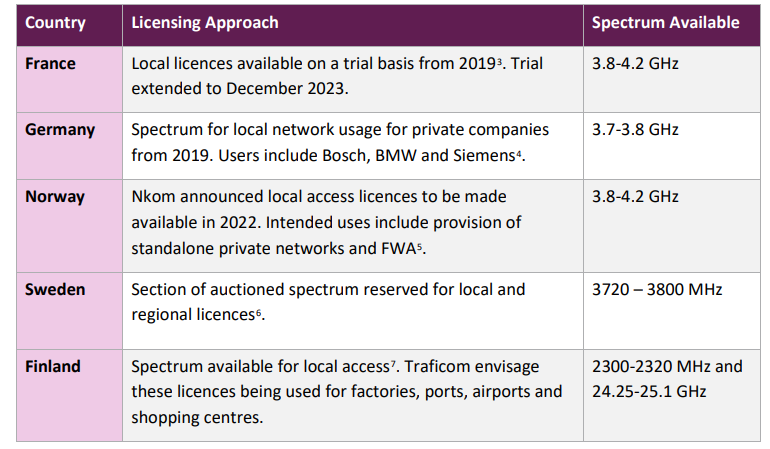 Country Licensing Approach Spectrum Available
France Local licences available on a trial basis from 2019³. Trial 3.8-4.2 GHz
extended to December 2023.
Germany Spectrum for local network usage for private companies 3.7-3.8 GHz
from 2019. Users include Bosch, BMW and Siemens⁴.
Norway Nkom announced local access licences to be made 3.8-4.2 GHz
available in 2022. Intended uses include provision of
standalone private networks and FWA⁵.
Sweden Section of auctioned spectrum reserved for local and 3720 – 3800 MHz
regional licences⁶.
Finland Spectrum available for local access⁷. Traficom envisage 2300-2320 MHz and
these licences being used for factories, ports, airports and 24.25-25.1 GHz
shopping centres.